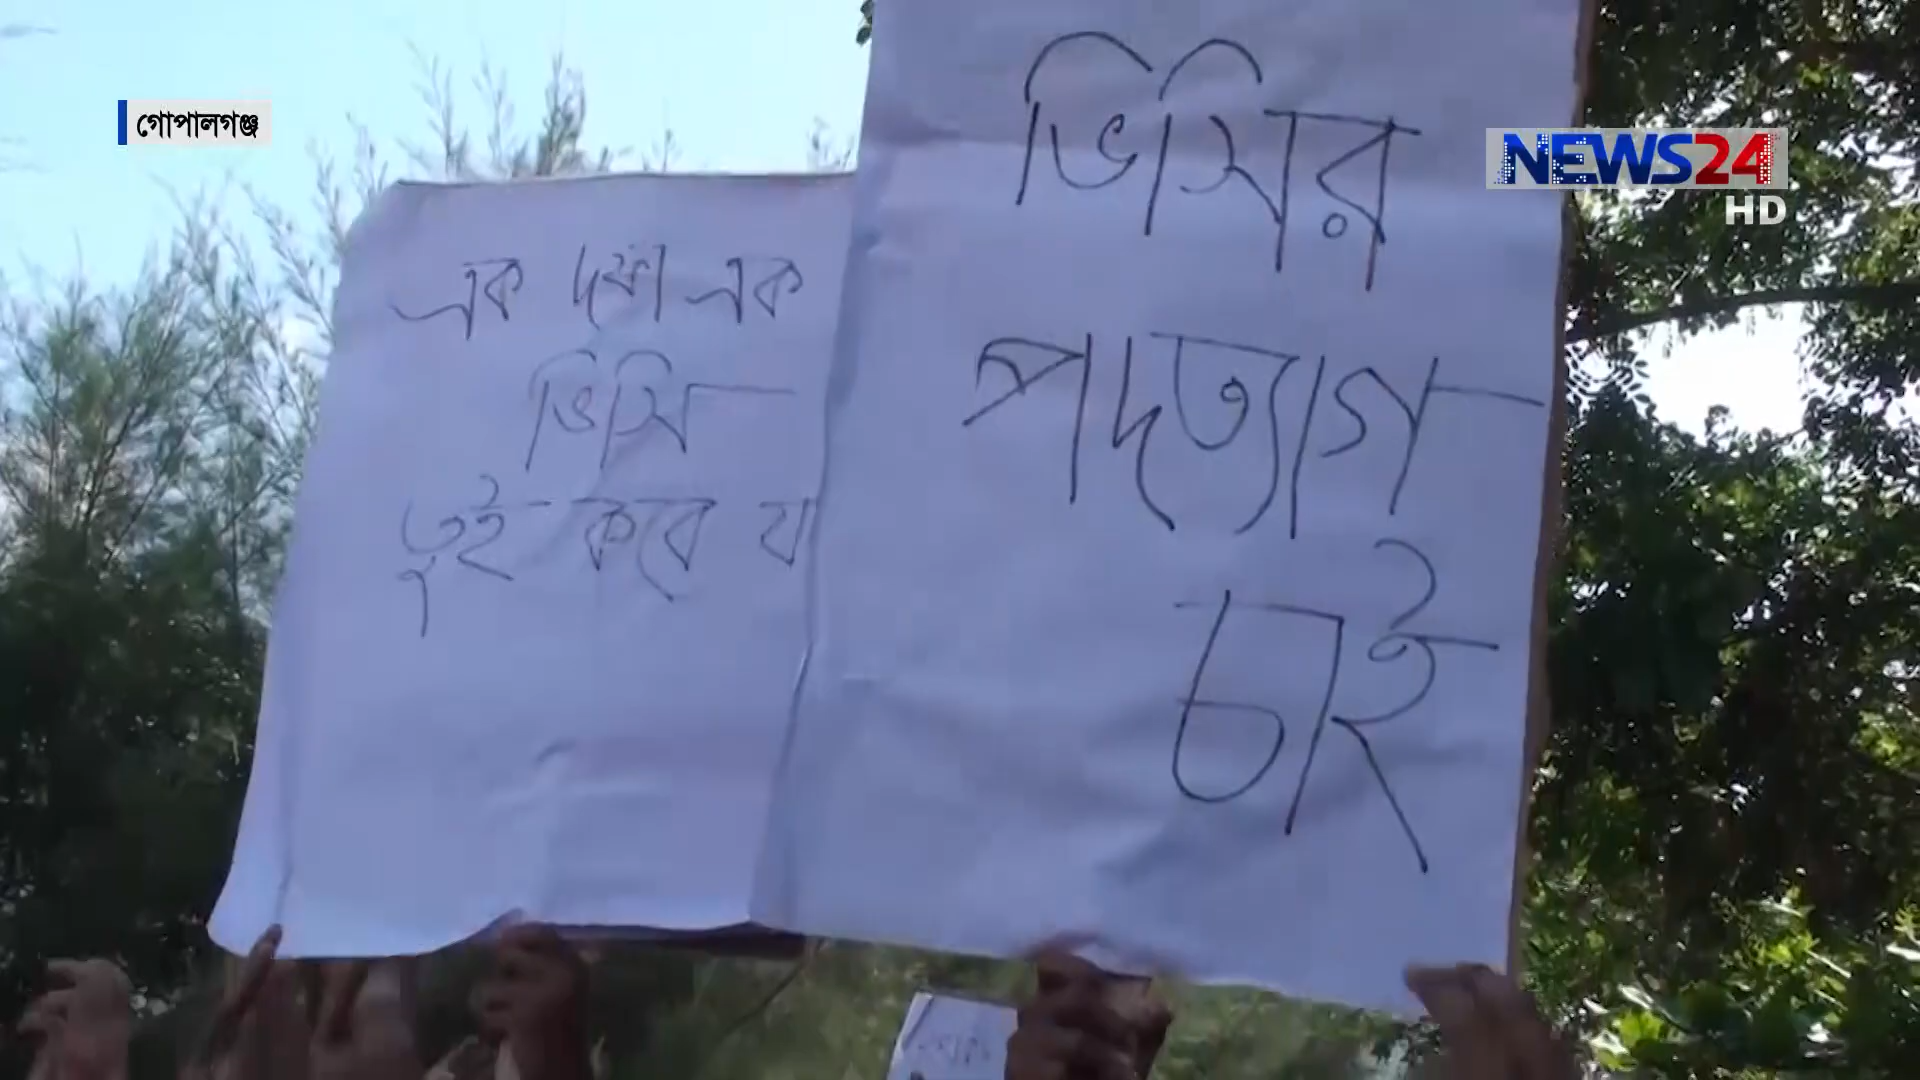 গোপালগঞ্জ
NEWS24
HD
এক দফা এক
ভিসি
তুই কবে যা
ভিসির
পদত্যাগ
চাই